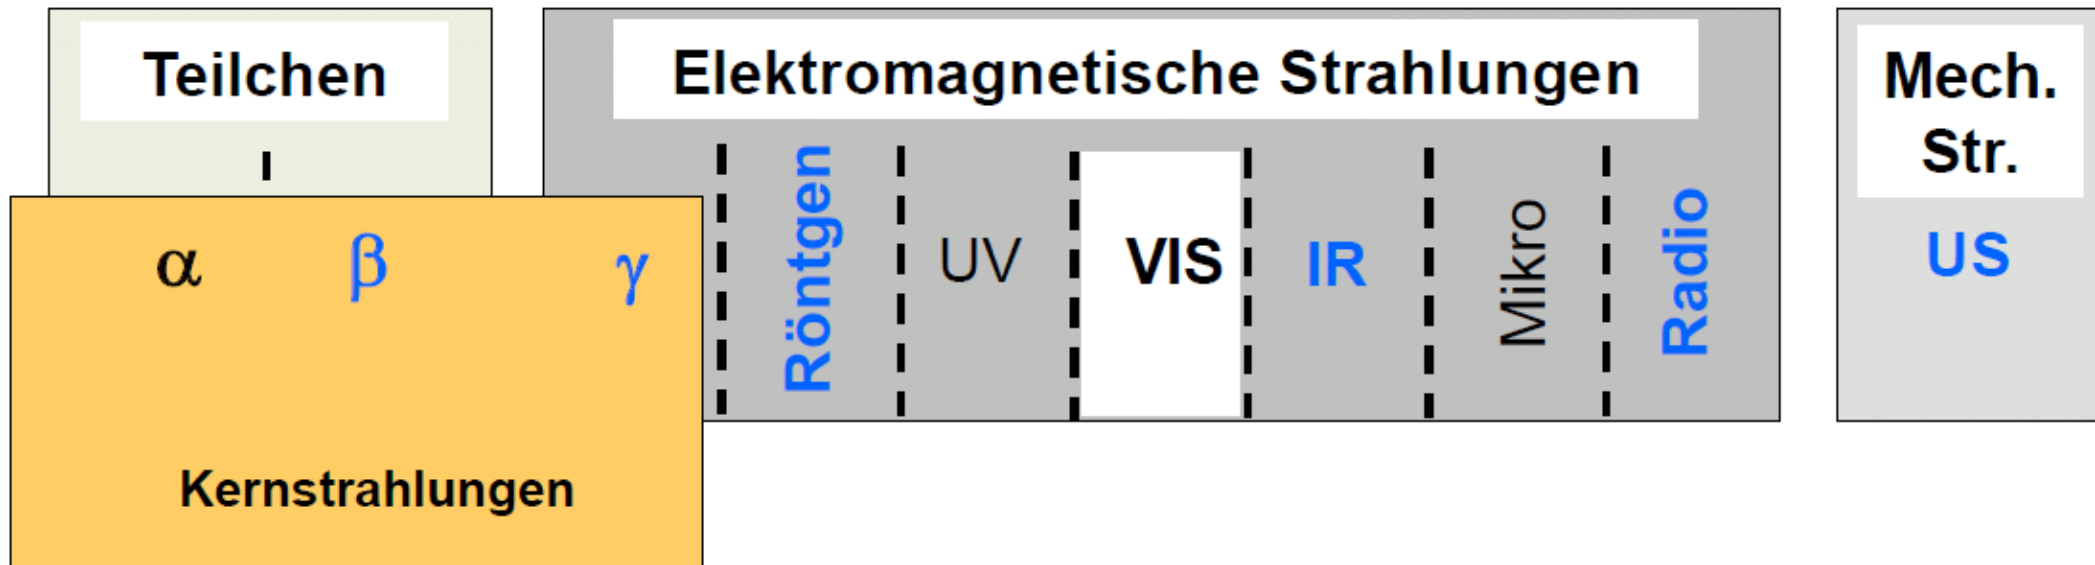 Teilchen
Elektromagnetische Strahlungen
Mech.
Str.
α
β
γ
Röntgen
UV
VIS
IR
Mikro
Radio
US
Kernstrahlungen